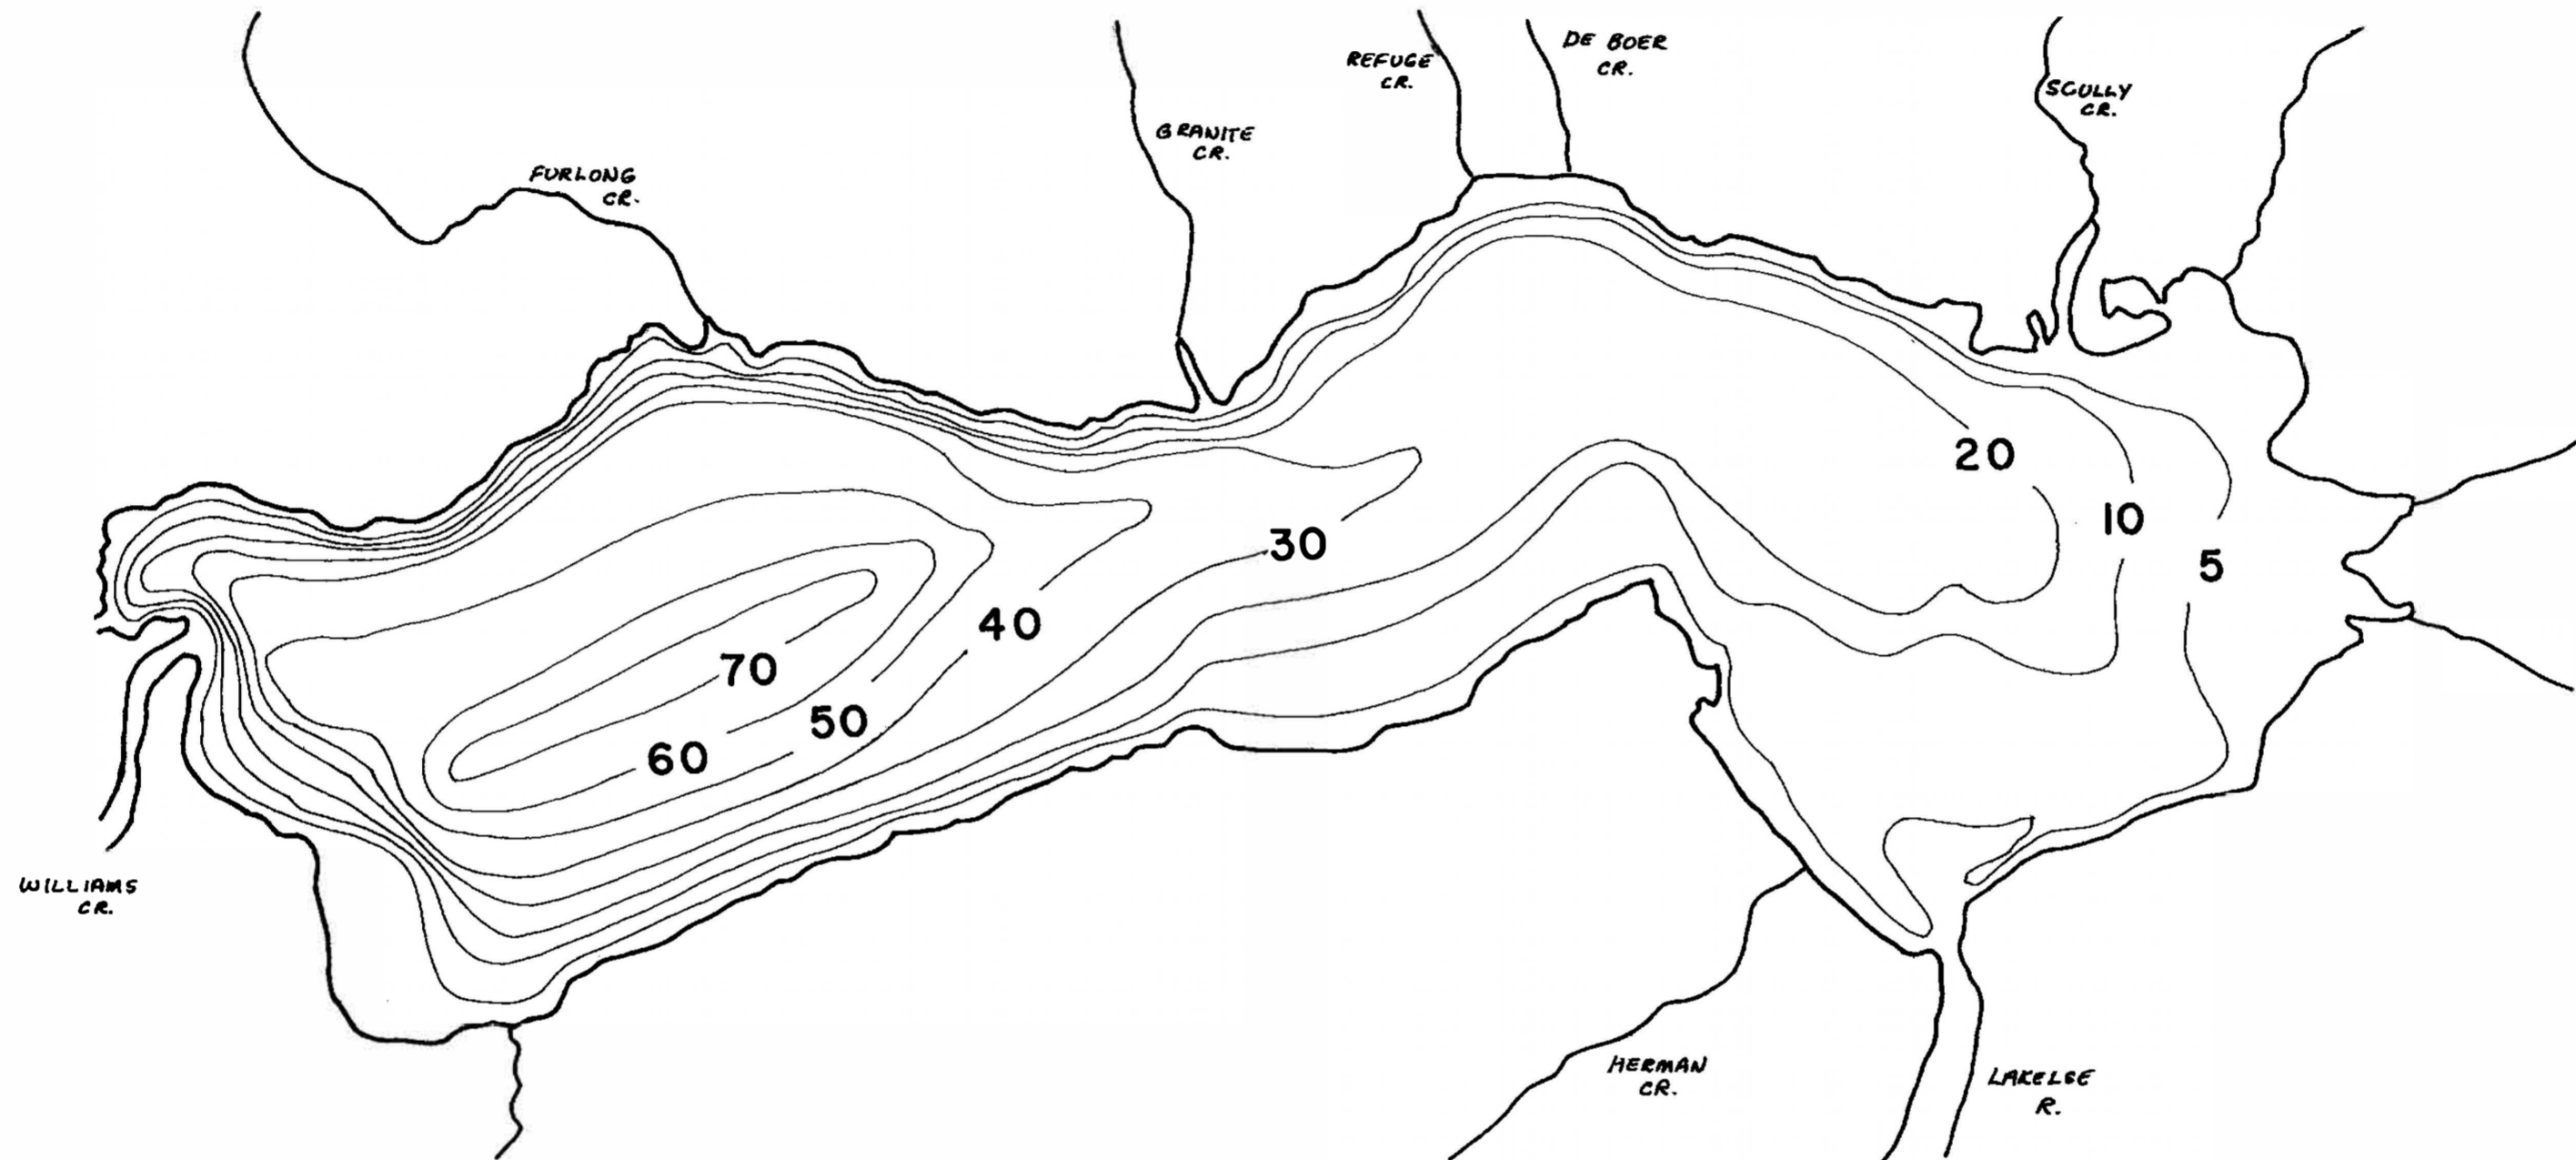 DE BOER
CR.
REFUGE
CR.
SCULLY
CR.
GRANITE
CR.
FURLONG
CR.
20
10
30
5
40
70
50
60
WILLIAMS
CR.
HERMAN
CR.
LAKELSE
R.